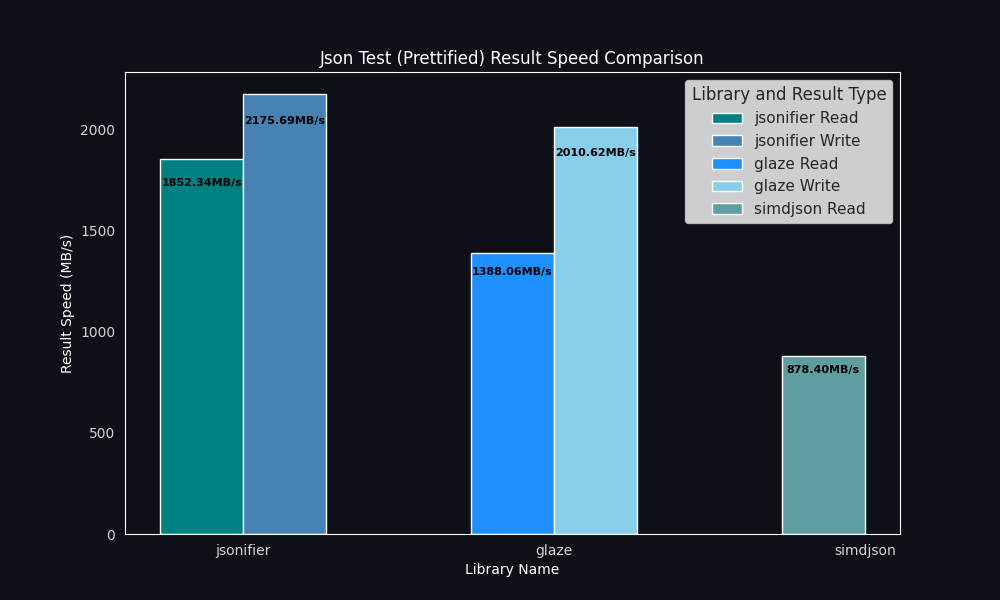 Json Test (Prettified) Result Speed Comparison
Library and Result Type
jsonifier Read
jsonifier Write
glaze Read
glaze Write
simdjson Read
2175.69MB/s
1852.34MB/s
2010.62MB/s
1388.06MB/s
878.40MB/s
Result Speed (MB/s)
2000
1500
1000
500
0
jsonifier
glaze
simdjson
Library Name